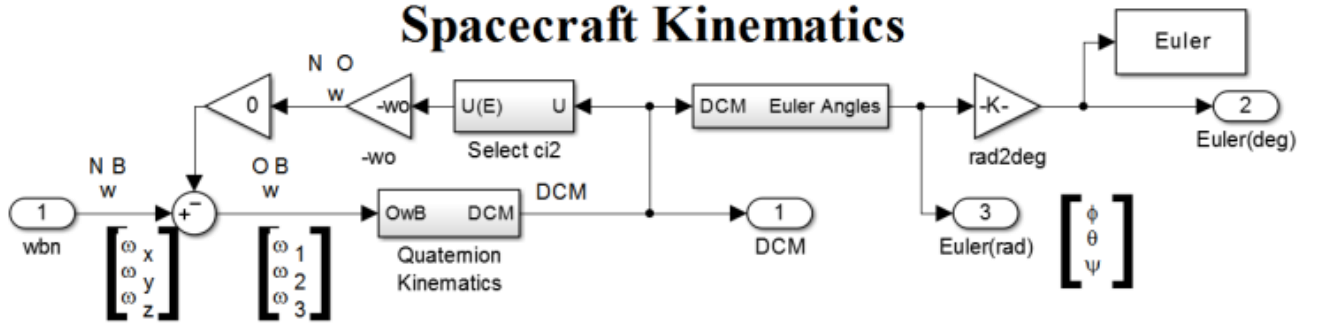 Spacecraft Kinematics
Euler
N O
w
0
-wo
U(E) U
DCM Euler Angles
-K-
2
Euler(deg)
-wo
Select ci2
rad2deg
N B
w
O B
w
DCM
1
wbn
+
−
OwB DCM
Quaternion
Kinematics
1
DCM
3
Euler(rad)
ω x
ω y
ω z
ω 1
ω 2
ω 3
ϕ
θ
ψ